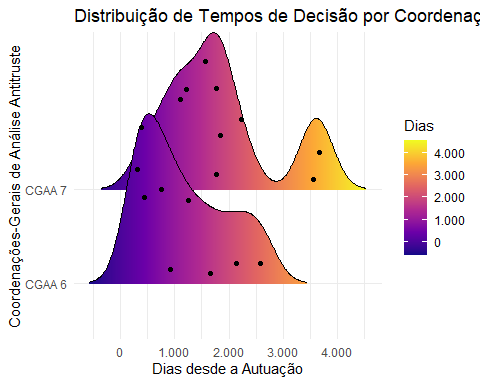 Distribuição de Tempos de Decisão por Coordenaç
Coordenações-Gerais de Análise Antitruste
CGAA 7
CGAA 6
0
1.000
2.000
3.000
4.000
Dias desde a Autuação
Dias
4.000
3.000
2.000
1.000
0